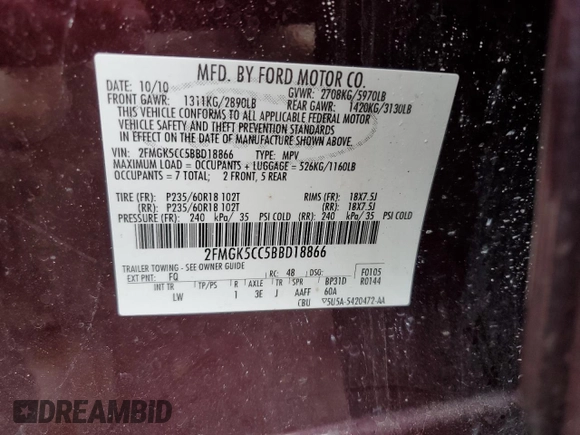 MFD. BY FORD MOTOR CO.
DATE: 10/10 GVWR: 2708KG/5970LB
FRONT GAWR: 1311KG/2890LB REAR GAWR: 1420KG/3130LB
THIS VEHICLE CONFORMS TO ALL APPLICABLE FEDERAL MOTOR
VEHICLE SAFETY AND THEFT PREVENTION STANDARDS
IN EFFECT ON THE DATE OF MANUFACTURE SHOWN ABOVE.
VIN: 2FMGK5CC5BBD18866 TYPE: MPV
MAXIMUM LOAD = OCCUPANTS + LUGGAGE = 526KG/1160LB
OCCUPANTS = 7 TOTAL: 2 FRONT, 5 REAR
TIRE (FR): P235/60R18 102T RIMS (FR): 18X7.5J
(RR): P235/60R18 102T (RR): 18X7.5J
PRESSURE (FR): 240 kPa/ 35 PSI COLD (RR): 240 kPa/ 35 PSI COLD
2FMGK5CC5BBD18866
TRAILER TOWING - SEE OWNER GUIDE F0105
EXT PNT: FQ RC: 48 DSO: R0144
INT TR TP/PS R AXLE TR SPR BP31D
LW 1 3E J AAFF 60A
CBU 5U5A-5420472-AA
DREAMBID